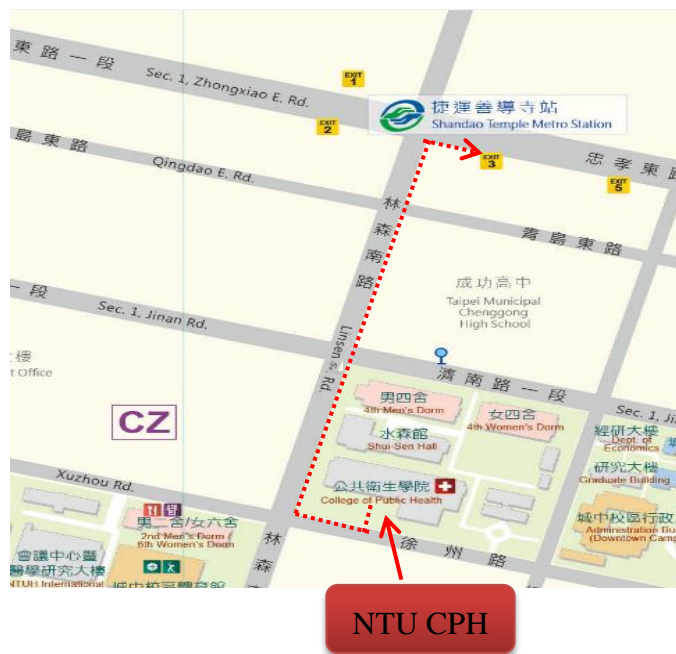 東路一段
Sec. 1, Zhongxiao E. Rd.
EXIT
1
EXIT
2
捷運善導寺站
Shandao Temple Metro Station
EXIT
3
忠孝東路
EXIT
5
島東路
Qingdao E. Rd.
青島東路
林森南路
Linsen S. Rd.
成功高中
Taipei Municipal
Chenggong
High School
一段
Sec. 1, Jinan Rd.
濟南路一段
Sec. 1, Ji
樓
t Office
CZ
男四舍
4th Men's Dorm
女四舍
4th Women's Dorm
水森館
Shui-Sen Hall
經研大樓
Dept. of
Economics
研究大樓
Graduate Building
公共衛生學院
College of Public Health
Xuzhou Rd.
男二舍/女六舍
2nd Men's Dorm /
6th Women's Dorm
林森
徐州路
城中校區行政
Administration Bu
(Downtown Camp
會議中心暨
醫學研究大樓
NTUH International
城中校區體育館
NTU CPH